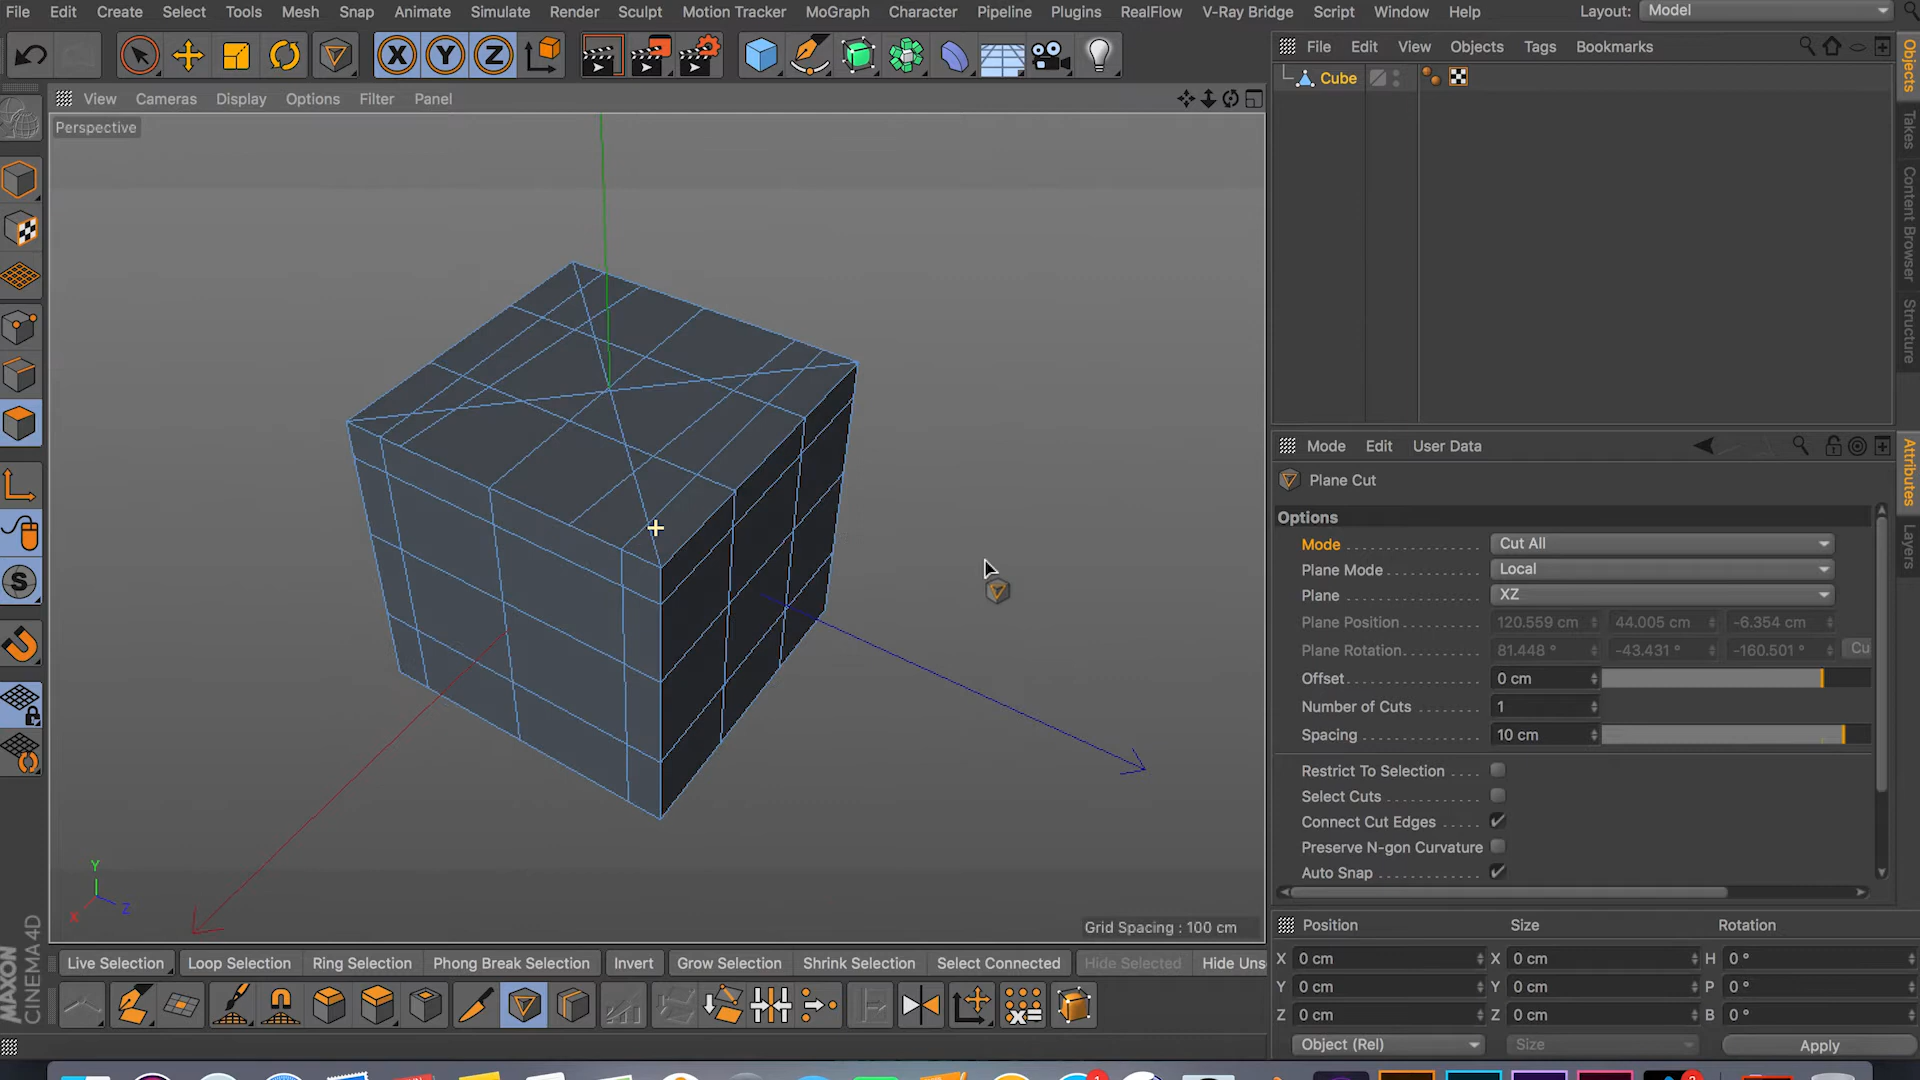 File Edit Create Select Tools Mesh Snap Animate Simulate Render Sculpt Motion Tracker MoGraph Character Pipeline Plugins RealFlow V-Ray Bridge Script Window Help Layout: Model
X Y Z
File Edit View Objects Tags Bookmarks
Cube
View Cameras Display Options Filter Panel
Perspective
Objects
Takes
Content Browser
Structure
Mode Edit User Data
Plane Cut
Options
Mode Cut All
Plane Mode Local
Plane XZ
Plane Position 120.559 cm 44.005 cm -6.354 cm
Plane Rotation 81.448 ° -43.431 ° -160.501 ° Cu
Offset 0 cm
Number of Cuts 1
Spacing 10 cm
Restrict To Selection
Select Cuts
Connect Cut Edges
Preserve N-gon Curvature
Auto Snap
Attributes
Layers
S
Y
X
Z
Grid Spacing : 100 cm
Position Size Rotation
X 0 cm X 0 cm H 0 °
Y 0 cm Y 0 cm P 0 °
Z 0 cm Z 0 cm B 0 °
Object (Rel) Size Apply
Live Selection Loop Selection Ring Selection Phong Break Selection Invert Grow Selection Shrink Selection Select Connected Hide Selected Hide Uns
MAXON
CINEMA 4D